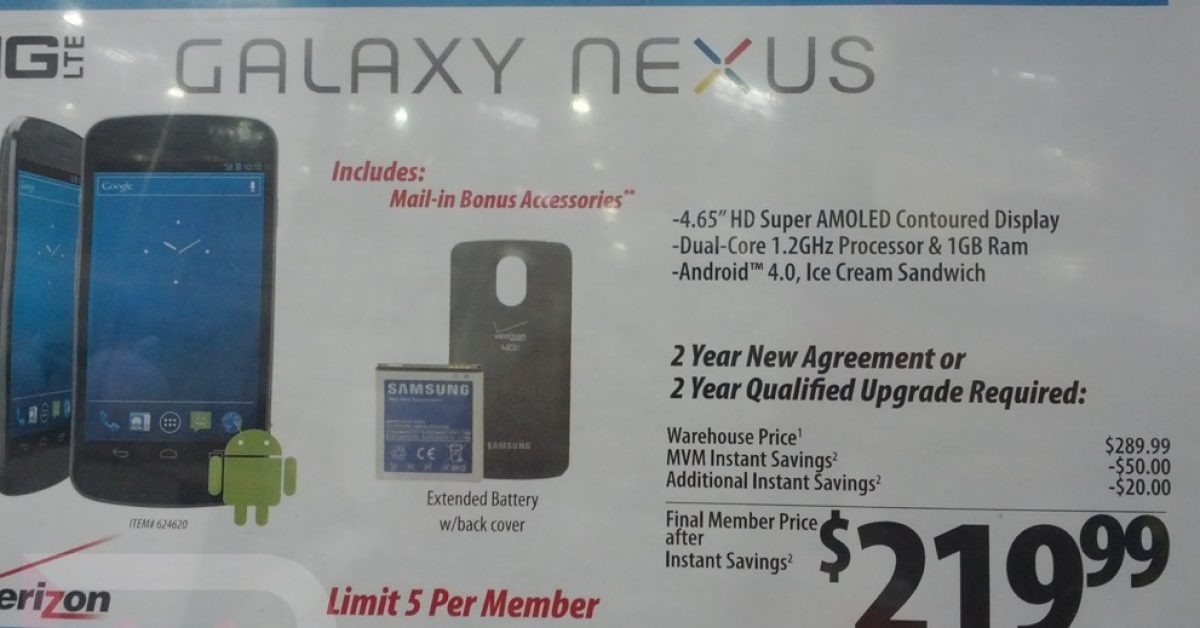 G LTE
GALAXY NEXUS
Includes:
Mail-in Bonus Accessories**
Google
Google
-4.65” HD Super AMOLED Contoured Display
-Dual-Core 1.2GHz Processor & 1GB Ram
-Android™ 4.0, Ice Cream Sandwich
verizon
4G
SAMSUNG
SAMSUNG
Extended Battery
w/back cover
ITEM# 624620
2 Year New Agreement or
2 Year Qualified Upgrade Required:
Warehouse Price¹ $289.99
MVM Instant Savings² -$50.00
Additional Instant Savings² -$20.00
Final Member Price
after
Instant Savings²
$219.99
erizon
Limit 5 Per Member